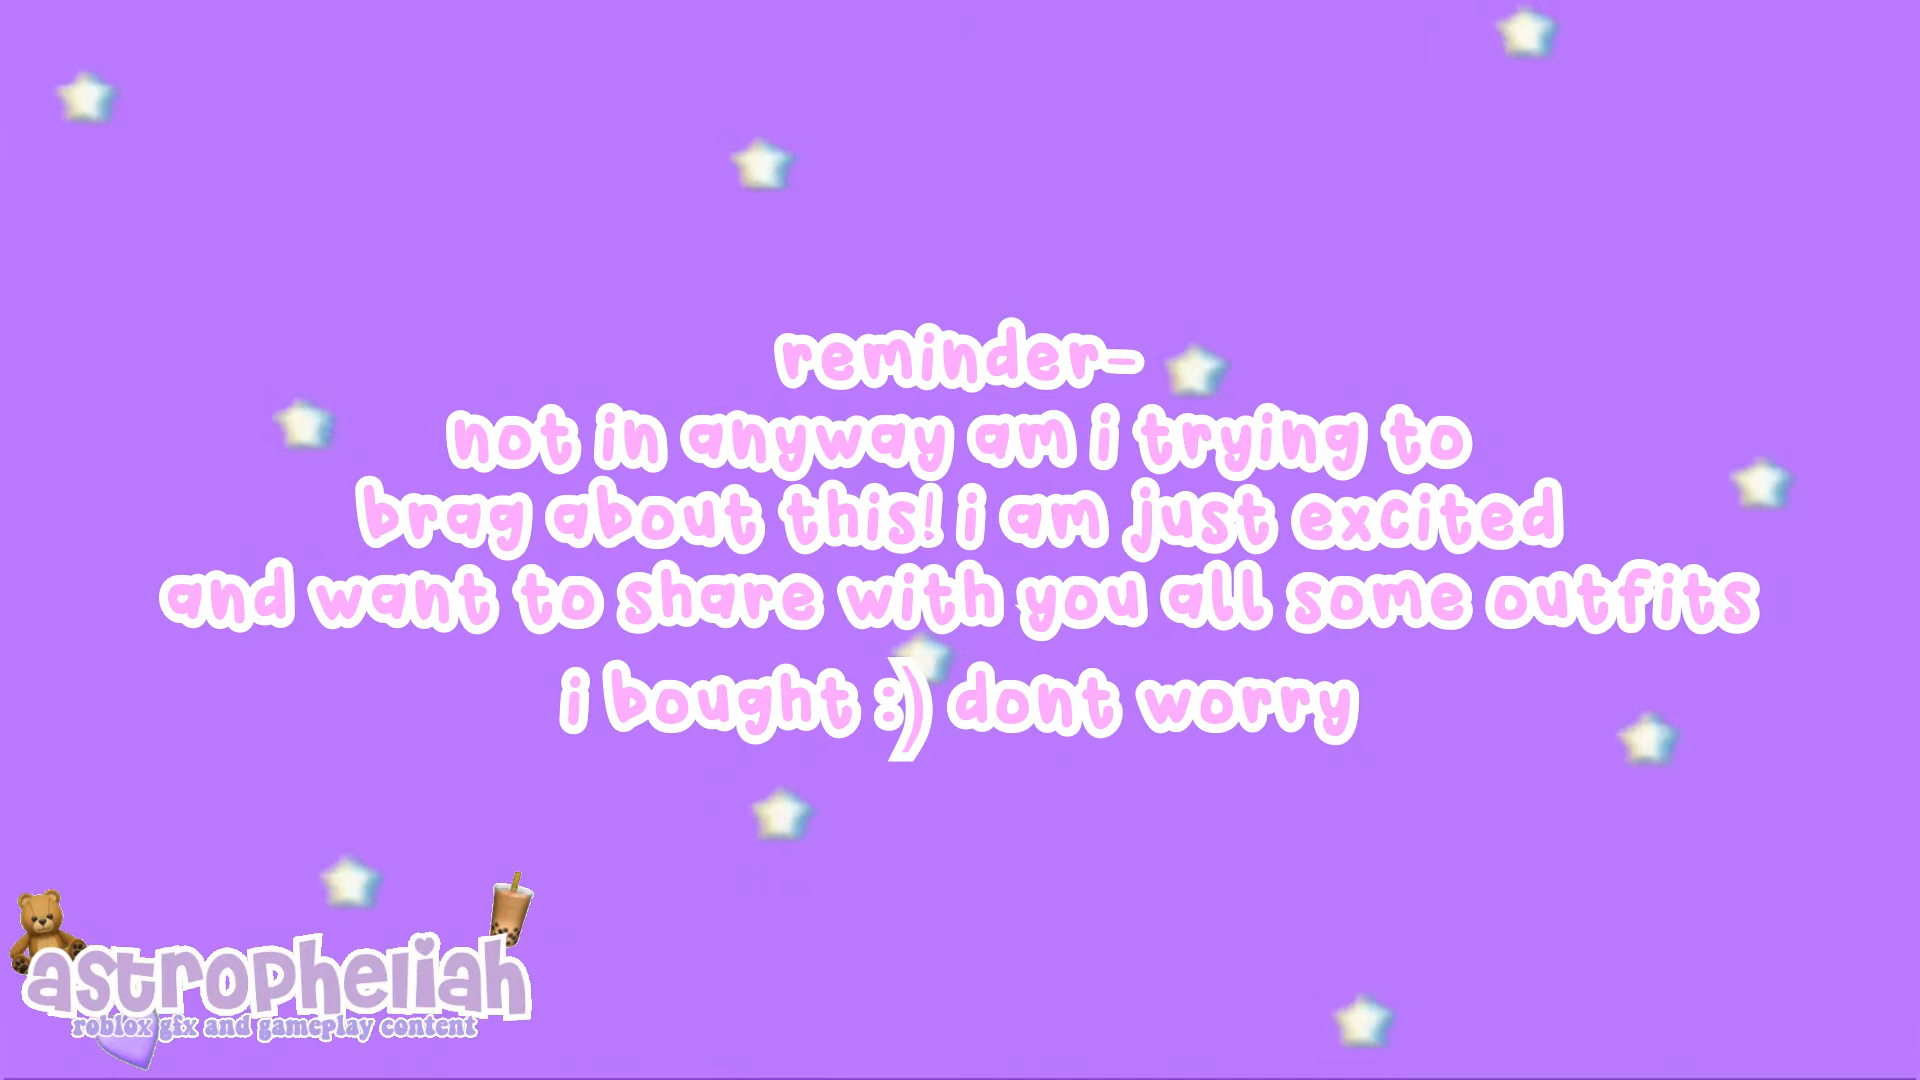 reminder-
not in anyway am i trying to
brag about this! i am just excited
and want to share with you all some outfits
i bought :) dont worry
astropheliah
roblox gfx and gameplay content